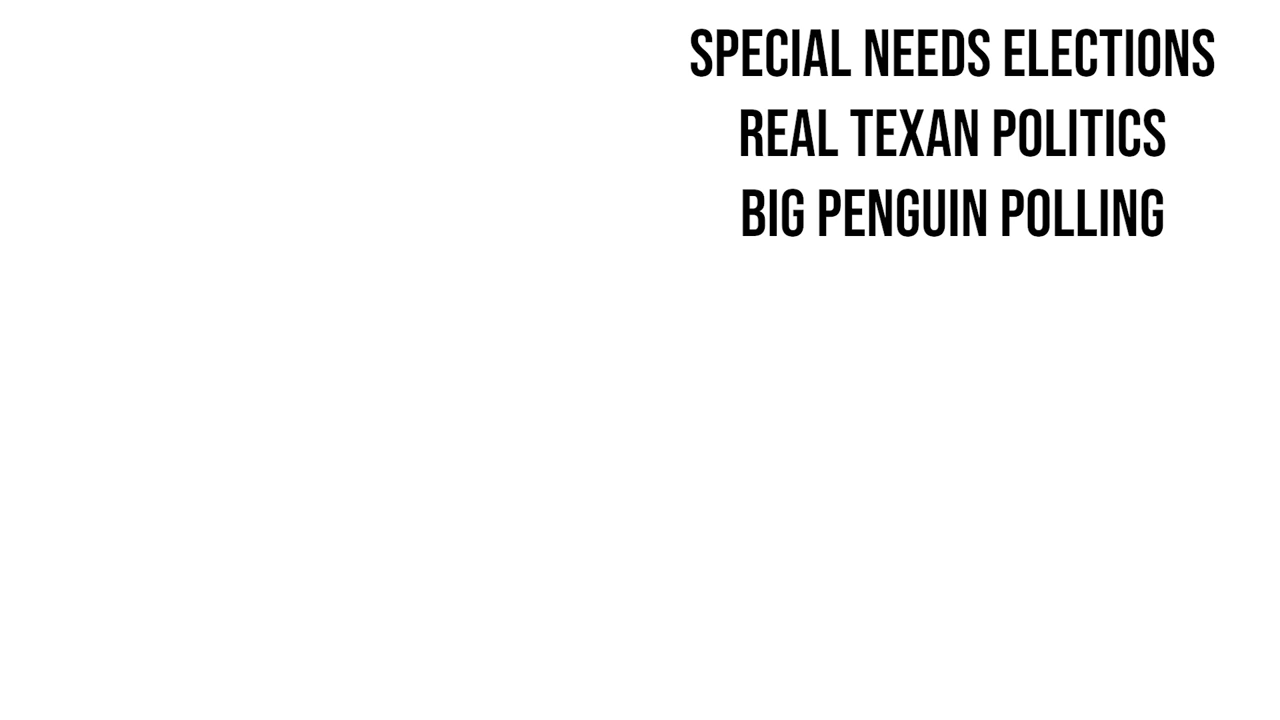 SPECIAL NEEDS ELECTIONS
REAL TEXAN POLITICS
BIG PENGUIN POLLING